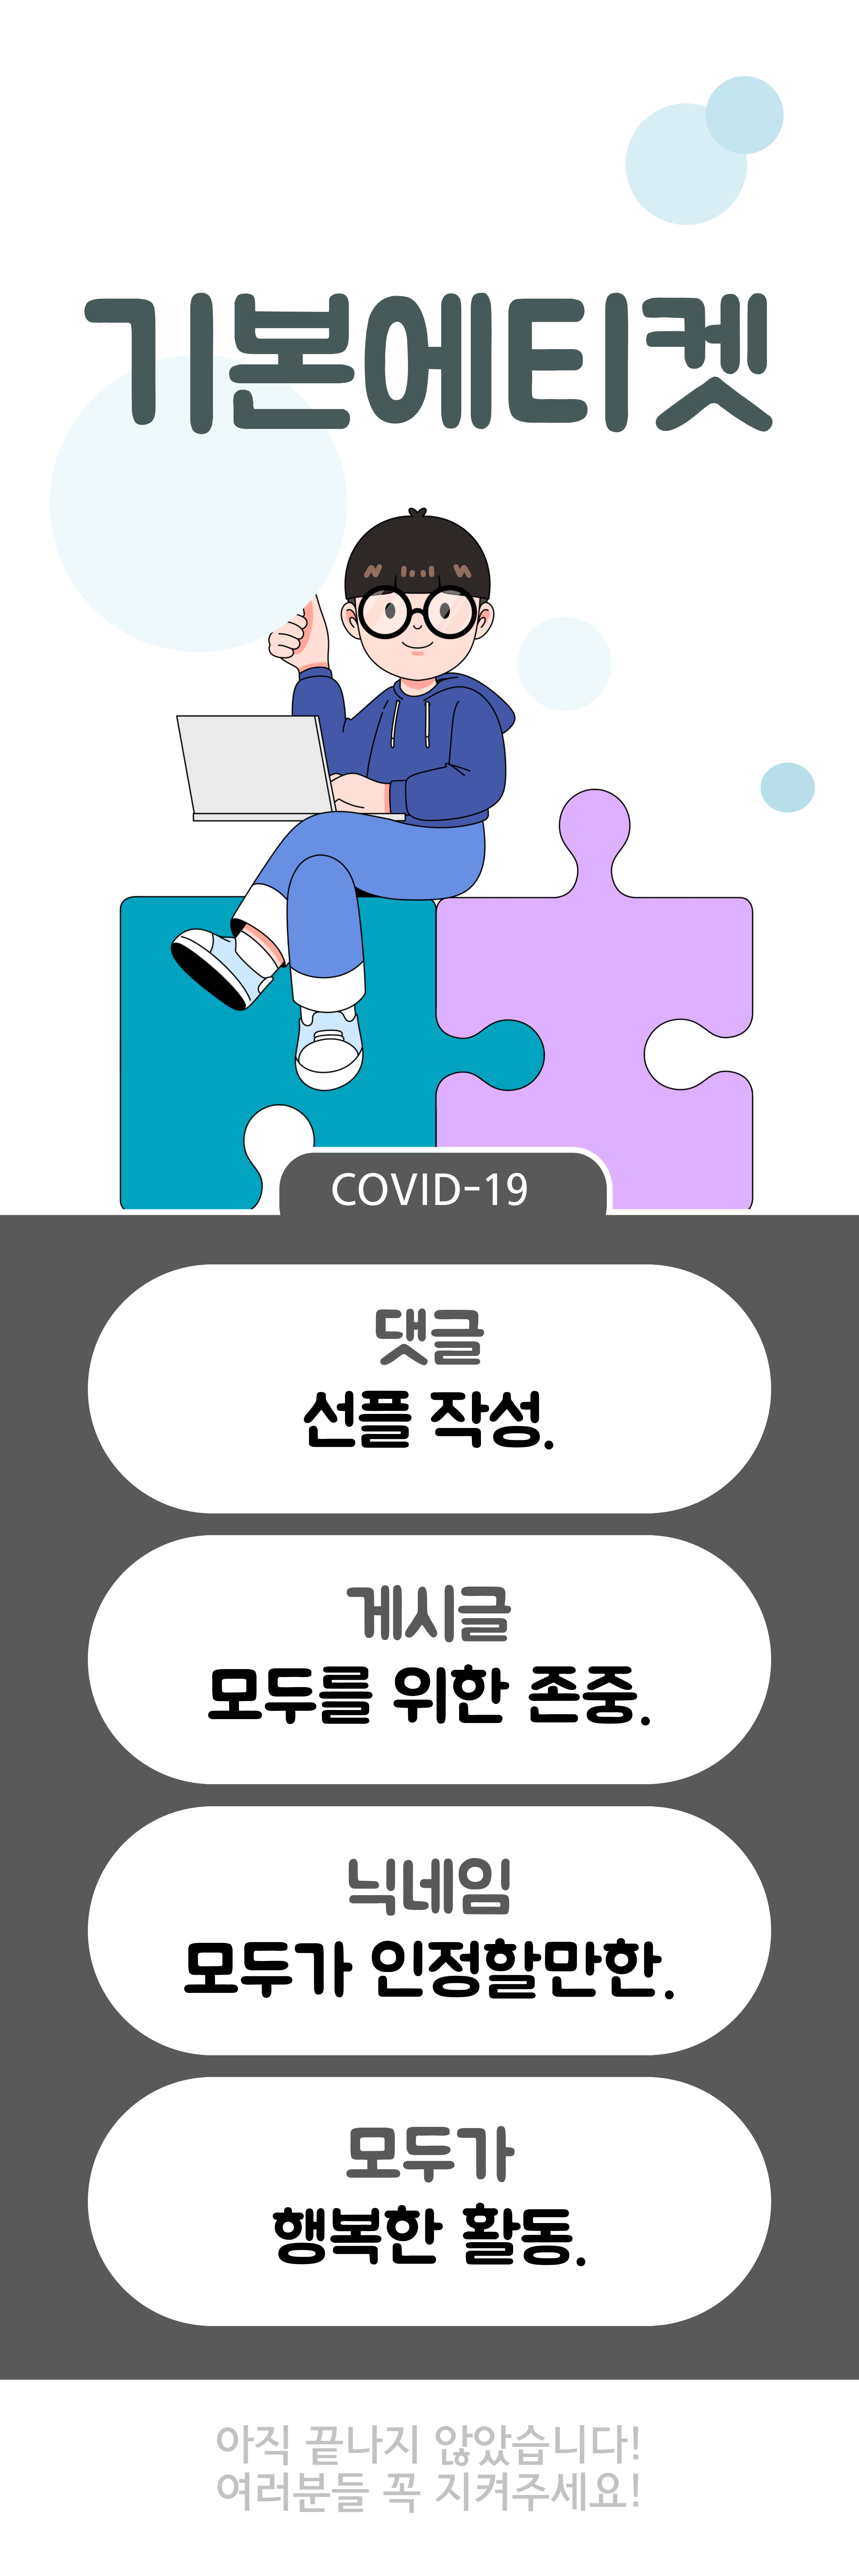 기본에티켓
COVID-19
댓글
선플 작성.
게시글
모두를 위한 존중.
닉네임
모두가 인정할만한.
모두가
행복한 활동.
아직 끝나지 않았습니다!
여러분들 꼭 지켜주세요!